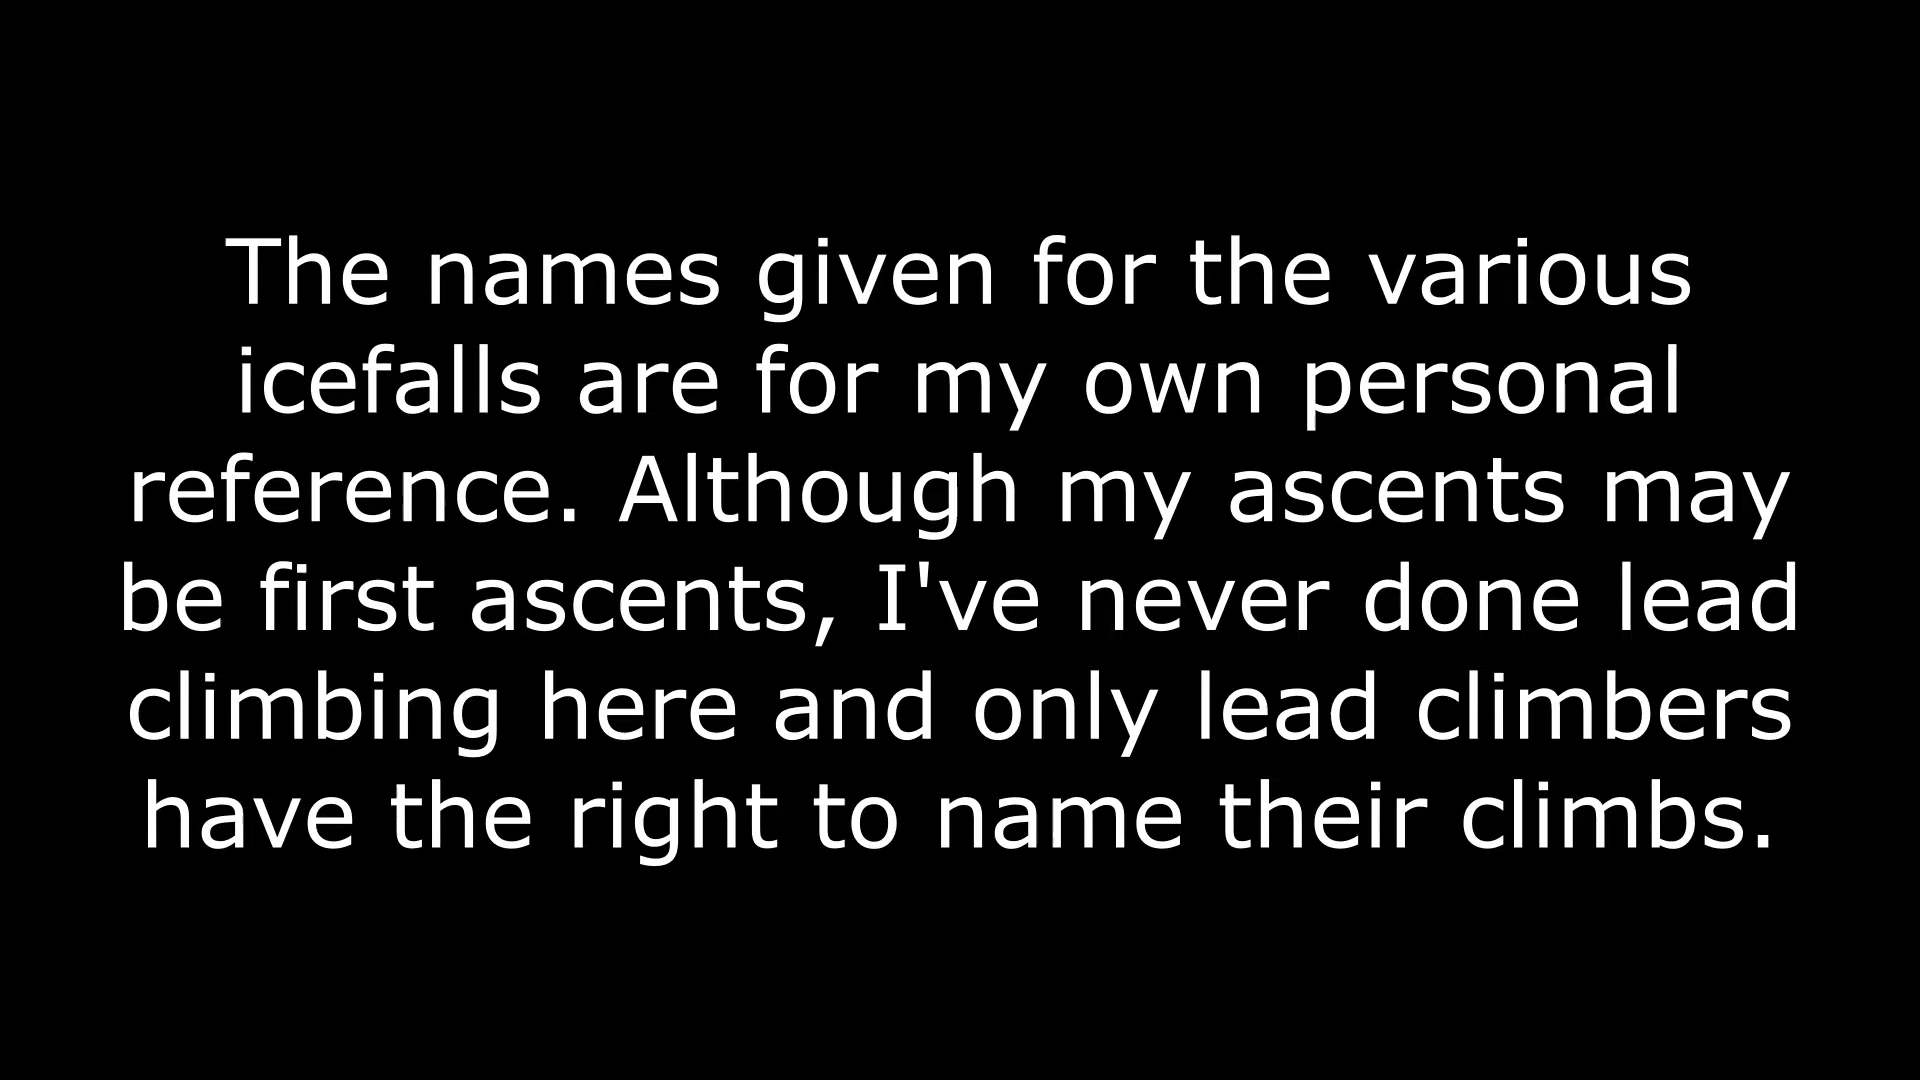 The names given for the various
icefalls are for my own personal
reference. Although my ascents may
be first ascents, I've never done lead
climbing here and only lead climbers
have the right to name their climbs.